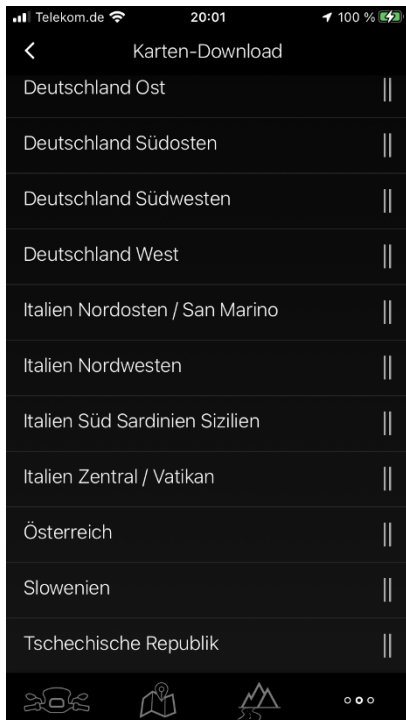 Telekom.de 20:01 100 %
Karten-Download
Deutschland Ost
Deutschland Südosten
Deutschland Südwesten
Deutschland West
Italien Nordosten / San Marino
Italien Nordwesten
Italien Süd Sardinien Sizilien
Italien Zentral / Vatikan
Österreich
Slowenien
Tschechische Republik